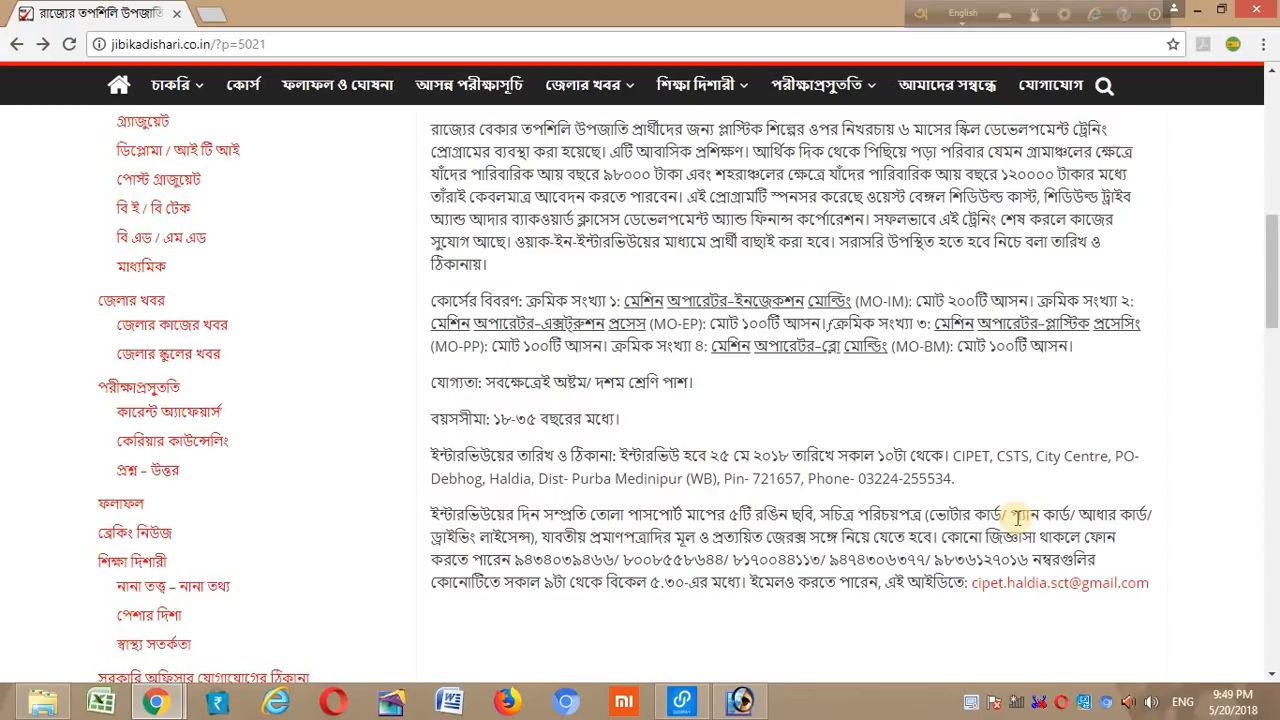 রাজ্যের তপশিলি উপজাতি
English
jibikadishari.co.in/?p=5021
চাকরি কোর্স ফলাফল ও ঘোষনা আসন্ন পরীক্ষাসূচি জেলার খবর শিক্ষা দিশারী পরীক্ষাপ্রস্তুতি আমাদের সম্বন্ধে যোগাযোগ
গ্র্যাজুয়েট
ডিপ্লোমা / আই টি আই
পোস্ট গ্রাজুয়েট
বি ই / বি টেক
বি এড / এম এড
মাধ্যমিক
জেলার খবর
জেলার কাজের খবর
জেলার স্কুলের খবর
পরীক্ষাপ্রস্তুতি
কারেন্ট অ্যাফেয়ার্স
কেরিয়ার কাউন্সেলিং
প্রশ্ন – উত্তর
ফলাফল
ব্রেকিং নিউজ
শিক্ষা দিশারী
নানা তত্ত্ব – নানা তথ্য
পেশার দিশা
স্বাস্থ্য সতর্কতা
সরকারি অফিসার যোগাযোগের ঠিকানা
রাজ্যের বেকার তপশিলি উপজাতি প্রার্থীদের জন্য প্লাস্টিক শিল্পের ওপর নিখরচায় ৬ মাসের স্কিল ডেভেলপমেন্ট ট্রেনিং
প্রোগ্রামের ব্যবস্থা করা হয়েছে। এটি আবাসিক প্রশিক্ষণ। আর্থিক দিক থেকে পিছিয়ে পড়া পরিবার যেমন গ্রামাঞ্চলের ক্ষেত্রে
যাঁদের পারিবারিক আয় বছরে ৯৮০০০ টাকা এবং শহরাঞ্চলের ক্ষেত্রে যাঁদের পারিবারিক আয় বছরে ১২০০০০ টাকার মধ্যে
তাঁরাই কেবলমাত্র আবেদন করতে পারবেন। এই প্রোগ্রামটি স্পনসর করেছে ওয়েস্ট বেঙ্গল শিডিউল্ড কাস্ট, শিডিউল্ড ট্রাইব
অ্যান্ড আদার ব্যাকওয়ার্ড ক্লাসেস ডেভেলপমেন্ট অ্যান্ড ফিনান্স কর্পোরেশন। সফলভাবে এই ট্রেনিং শেষ করলে কাজের
সুযোগ আছে। ওয়াক-ইন-ইন্টারভিউয়ের মাধ্যমে প্রার্থী বাছাই করা হবে। সরাসরি উপস্থিত হতে হবে নিচে বলা তারিখ ও
ঠিকানায়।
কোর্সের বিবরণ: ক্রমিক সংখ্যা ১: মেশিন অপারেটর–ইনজেকশন মোল্ডিং (MO-IM): মোট ২০০টি আসন। ক্রমিক সংখ্যা ২:
মেশিন অপারেটর–এক্সট্রুশন প্রসেস (MO-EP): মোট ১০০টি আসন। ক্রমিক সংখ্যা ৩: মেশিন অপারেটর–প্লাস্টিক প্রসেসিং
(MO-PP): মোট ১০০টি আসন। ক্রমিক সংখ্যা ৪: মেশিন অপারেটর–ব্লো মোল্ডিং (MO-BM): মোট ১০০টি আসন।
যোগ্যতা: সবক্ষেত্রেই অষ্টম/ দশম শ্রেণি পাশ।
বয়সসীমা: ১৮-৩৫ বছরের মধ্যে।
ইন্টারভিউয়ের তারিখ ও ঠিকানা: ইন্টারভিউ হবে ২৫ মে ২০১৮ তারিখে সকাল ১০টা থেকে। CIPET, CSTS, City Centre, PO-
Debhog, Haldia, Dist- Purba Medinipur (WB), Pin- 721657, Phone- 03224-255534.
ইন্টারভিউয়ের দিন সম্প্রতি তোলা পাসপোর্ট মাপের ৫টি রঙিন ছবি, সচিত্র পরিচয়পত্র (ভোটার কার্ড/ প্যান কার্ড/ আধার কার্ড/
ড্রাইভিং লাইসেন্স), যাবতীয় প্রমাণপত্রাদির মূল ও প্রত্যয়িত জেরক্স সঙ্গে নিয়ে যেতে হবে। কোনো জিজ্ঞাসা থাকলে ফোন
করতে পারেন ৯৪৩৪০৩৯৪৬৬/ ৮০০৮৫৫৮৬৪৪/ ৮১৭০০৪৪১১৩/ ৯৪৭৪৩০৬৩৭৭/ ৯৮৩৬১২৭০১৬ নম্বরগুলির
কোনোটিতে সকাল ৯টা থেকে বিকেল ৫.৩০-এর মধ্যে। ইমেলও করতে পারেন, এই আইডিতে: cipet.haldia.sct@gmail.com
ENG
9:49 PM
5/20/2018